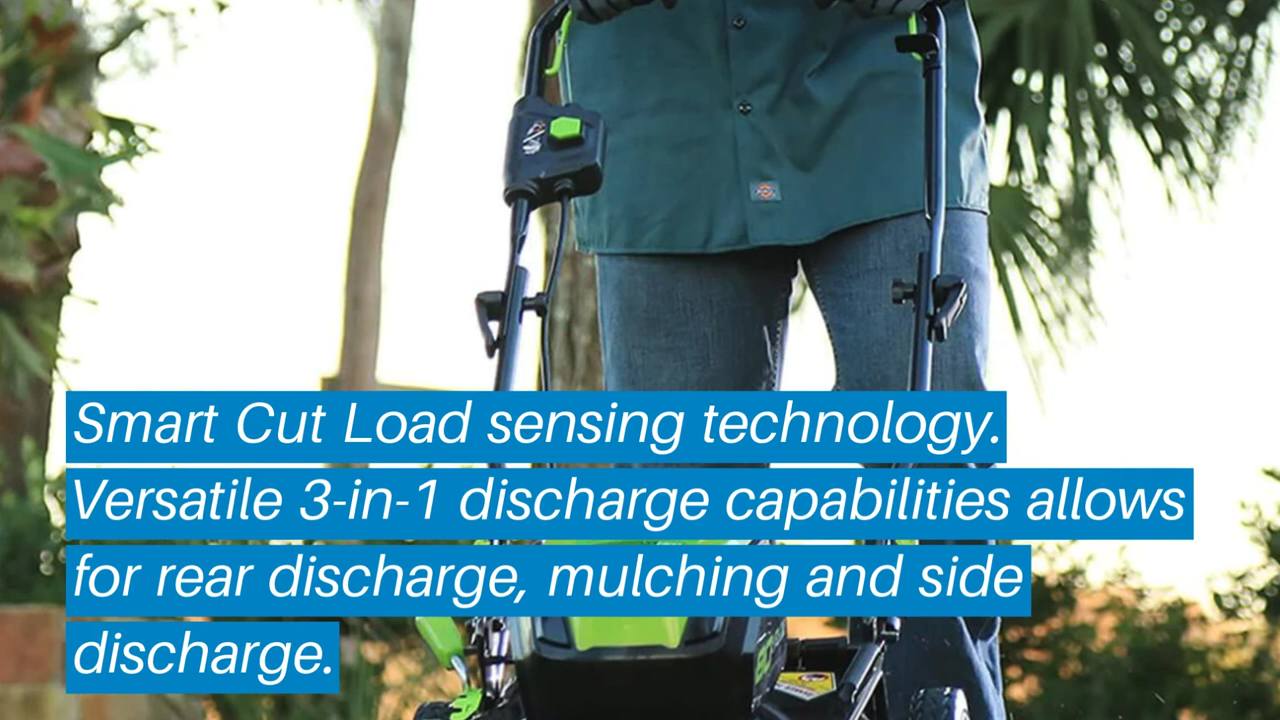 Smart Cut Load sensing technology.
Versatile 3-in-1 discharge capabilities allows
for rear discharge, mulching and side
discharge.